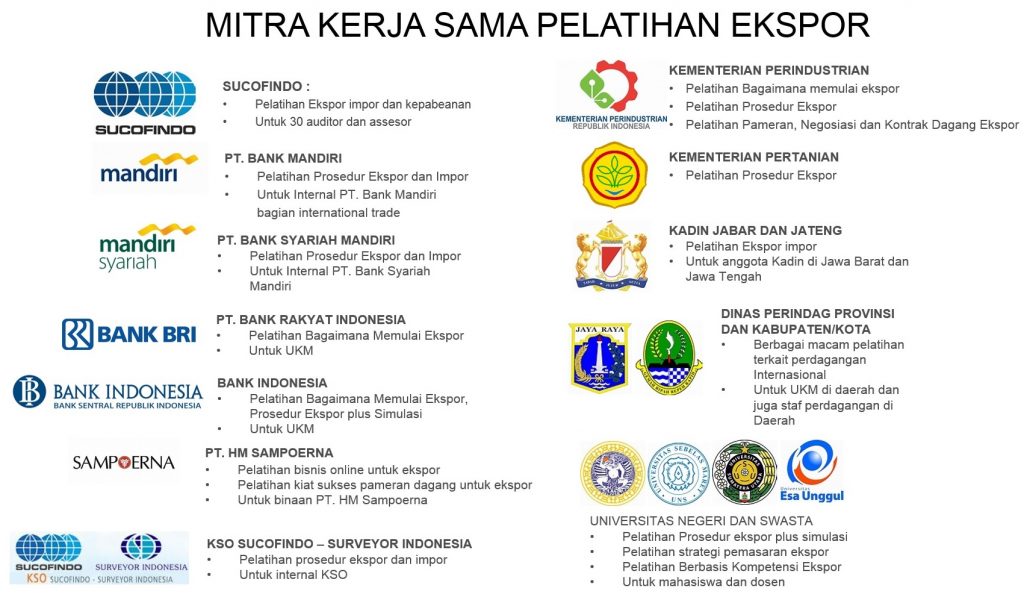 MITRA KERJA SAMA PELATIHAN EKSPOR
SUCOFINDO
SUCOFINDO :
• Pelatihan Ekspor impor dan kepabeanan
• Untuk 30 auditor dan assesor
mandiri
PT. BANK MANDIRI
• Pelatihan Prosedur Ekspor dan Impor
• Untuk Internal PT. Bank Mandiri
bagian international trade
mandiri
syariah
PT. BANK SYARIAH MANDIRI
• Pelatihan Prosedur Ekspor dan Impor
• Untuk Internal PT. Bank Syariah
Mandiri
BANK BRI
PT. BANK RAKYAT INDONESIA
• Pelatihan Bagaimana Memulai Ekspor
• Untuk UKM
BANK INDONESIA
BANK SENTRAL REPUBLIK INDONESIA
BANK INDONESIA
• Pelatihan Bagaimana Memulai Ekspor,
Prosedur Ekspor plus Simulasi
• Untuk UKM
SAMPOERNA
PT. HM SAMPOERNA
• Pelatihan bisnis online untuk ekspor
• Pelatihan kiat sukses pameran dagang untuk ekspor
• Untuk binaan PT. HM Sampoerna
SUCOFINDO
SURVEYOR INDONESIA
KSO SUCOFINDO - SURVEYOR INDONESIA
KSO SUCOFINDO – SURVEYOR INDONESIA
• Pelatihan prosedur ekspor dan impor
• Untuk internal KSO
KEMENTERIAN PERINDUSTRIAN
REPUBLIK INDONESIA
KEMENTERIAN PERINDUSTRIAN
• Pelatihan Bagaimana memulai ekspor
• Pelatihan Prosedur Ekspor
• Pelatihan Pameran, Negosiasi dan Kontrak Dagang Ekspor
KEMENTERIAN PERTANIAN
• Pelatihan Prosedur Ekspor
KADIN JABAR DAN JATENG
• Pelatihan Ekspor impor
• Untuk anggota Kadin di Jawa Barat dan
Jawa Tengah
JAYA RAYA
DINAS PERINDAG PROVINSI
DAN KABUPATEN/KOTA
• Berbagai macam pelatihan
terkait perdagangan
Internasional
• Untuk UKM di daerah dan
juga staf perdagangan di
Daerah
UNIVERSITAS SEBELAS MARET
UNS
Universitas
Esa Unggul
UNIVERSITAS NEGERI DAN SWASTA
• Pelatihan Prosedur ekspor plus simulasi
• Pelatihan strategi pemasaran ekspor
• Pelatihan Berbasis Kompetensi Ekspor
• Untuk mahasiswa dan dosen